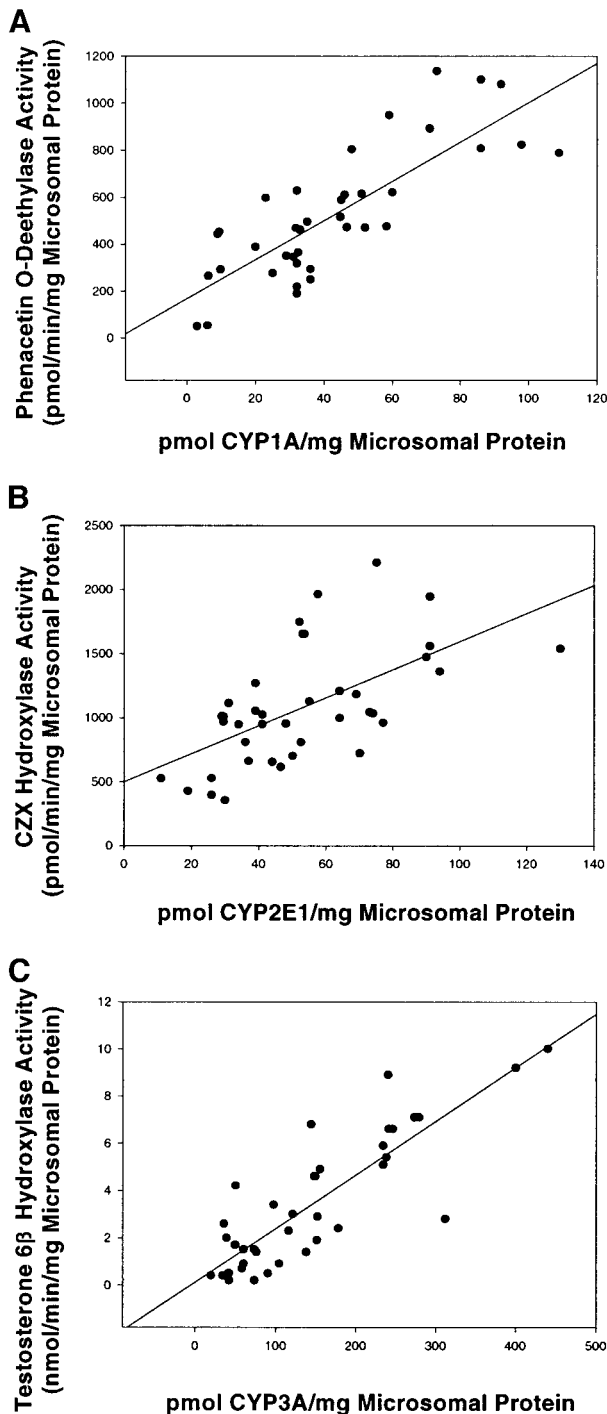 A
Phenacetin O-Deethylase Activity
(pmol/min/mg Microsomal Protein)
1200
1000
800
600
400
200
0
0 20 40 60 80 100 120
pmol CYP1A/mg Microsomal Protein
B
CZX Hydroxylase Activity
(pmol/min/mg Microsomal Protein)
2500
2000
1500
1000
500
0
0 20 40 60 80 100 120 140
pmol CYP2E1/mg Microsomal Protein
C
Testosterone 6β Hydroxylase Activity
(nmol/min/mg Microsomal Protein)
12
10
8
6
4
2
0
0 100 200 300 400 500
pmol CYP3A/mg Microsomal Protein